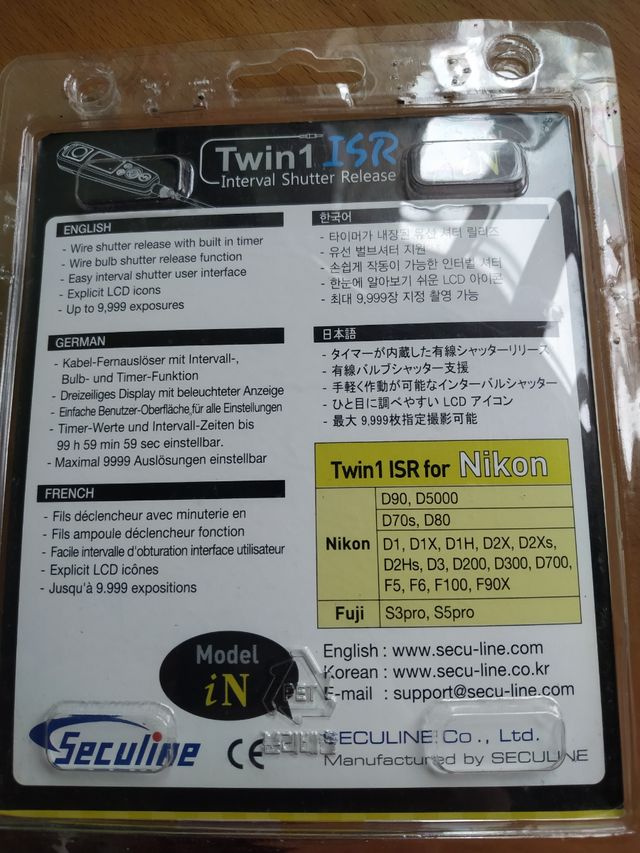 Twin1 ISR
Interval Shutter Release
iN
ENGLISH
- Wire shutter release with built in timer
- Wire bulb shutter release function
- Easy interval shutter user interface
- Explicit LCD icons
- Up to 9,999 exposures
GERMAN
- Kabel-Fernauslöser mit Intervall-,
Bulb- und Timer-Funktion
- Dreizeiliges Display mit beleuchteter Anzeige
- Einfache Benutzer-Oberfläche,für alle Einstellungen
- Timer-Werte und Intervall-Zeiten bis
99 h 59 min 59 sec einstellbar.
- Maximal 9999 Auslösungen einstellbar
FRENCH
- Fils déclencheur avec minuterie en
- Fils ampoule déclencheur fonction
- Facile intervalle d'obturation interface utilisateur
- Explicit LCD icônes
- Jusqu'à 9.999 expositions
한국어
- 타이머가 내장된 유선 셔터 릴리즈
- 유선 벌브셔터 지원
- 손쉽게 작동이 가능한 인터벌 셔터
- 한눈에 알아보기 쉬운 LCD 아이콘
- 최대 9,999장 지정 촬영 가능
日本語
- タイマーが内蔵した有線シャッターリリース
- 有線バルブシャッター支援
- 手軽く作動が可能なインターバルシャッター
- ひと目に調べやすい LCD アイコン
- 最大 9,999枚指定撮影可能
Twin1 ISR for Nikon
Nikon
D90, D5000
D70s, D80
D1, D1X, D1H, D2X, D2Xs,
D2Hs, D3, D200, D300, D700,
F5, F6, F100, F90X
Fuji
S3pro, S5pro
Model
iN
PET
English : www.secu-line.com
Korean : www.secu-line.co.kr
E-mail : support@secu-line.com
Seculine
CE
SECULINE Co ., Ltd.
Manufactured by SECULINE